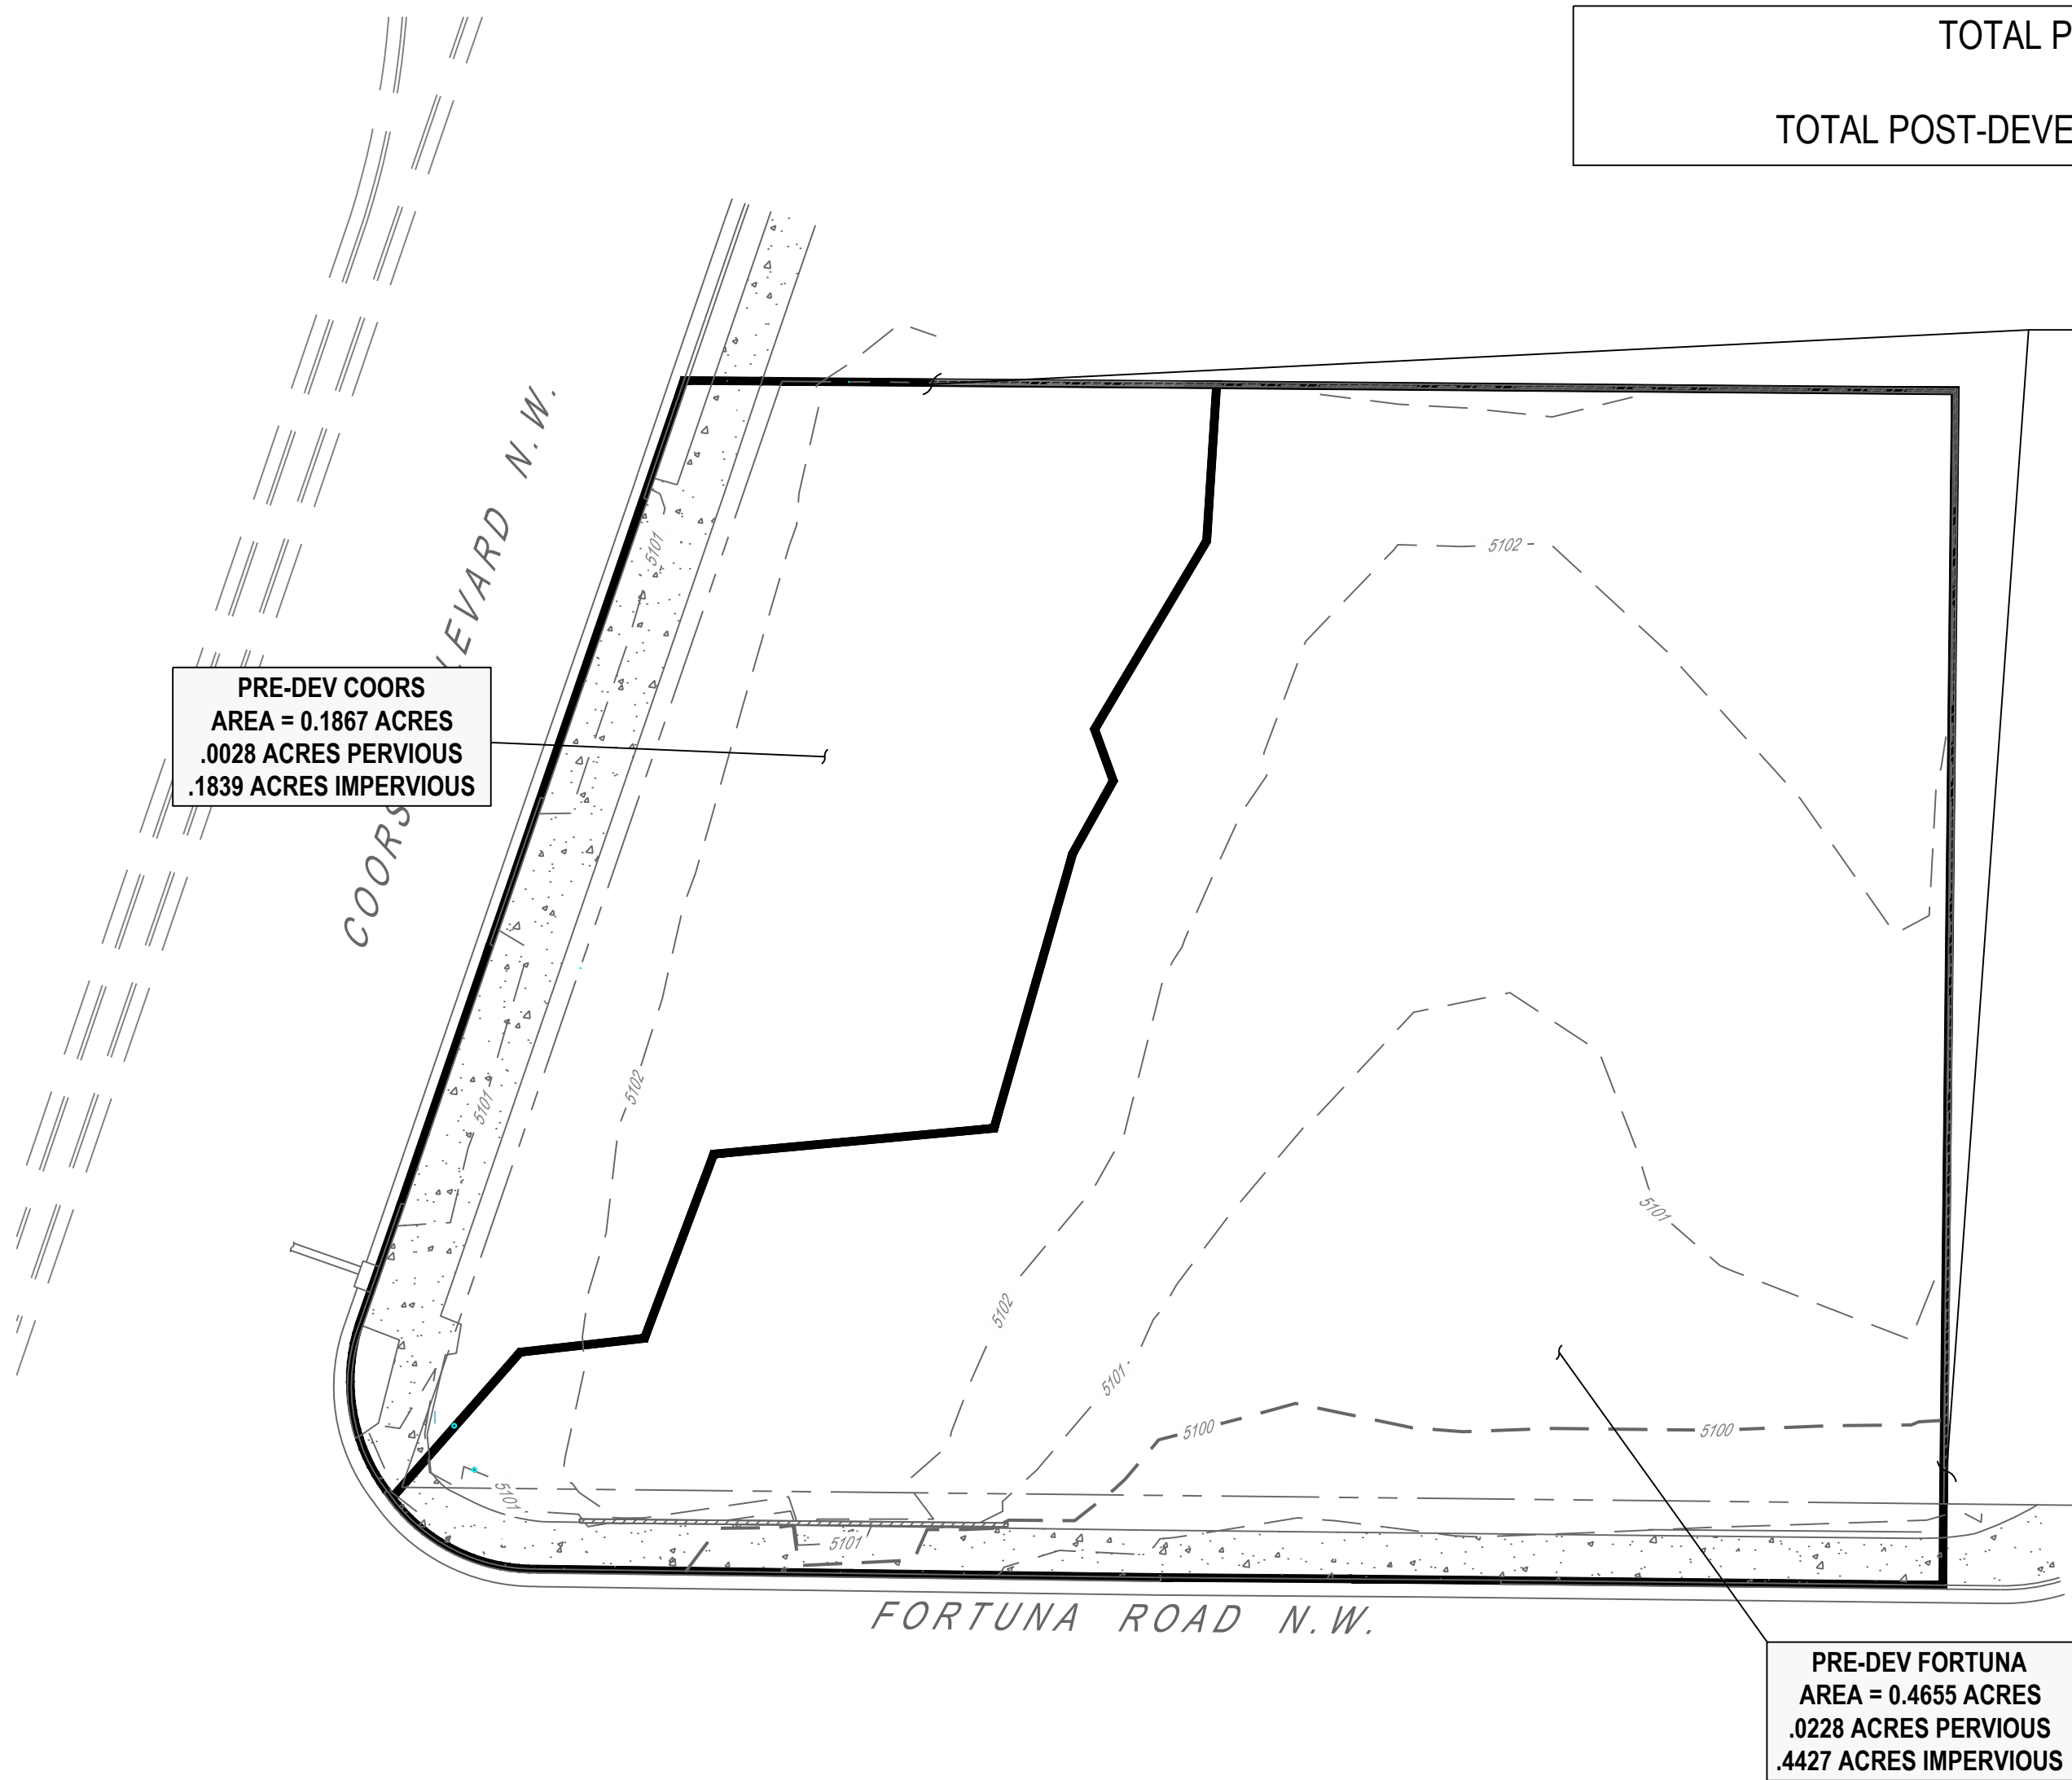 TOTAL P
TOTAL POST-DEVE
COORS LEVARD N.W.
5101
5102
PRE-DEV COORS
AREA = 0.1867 ACRES
.0028 ACRES PERVIOUS
.1839 ACRES IMPERVIOUS
5102
5101
5101
5102
5101
5100
5100
5101
5101
FORTUNA ROAD N.W.
PRE-DEV FORTUNA
AREA = 0.4655 ACRES
.0228 ACRES PERVIOUS
.4427 ACRES IMPERVIOUS